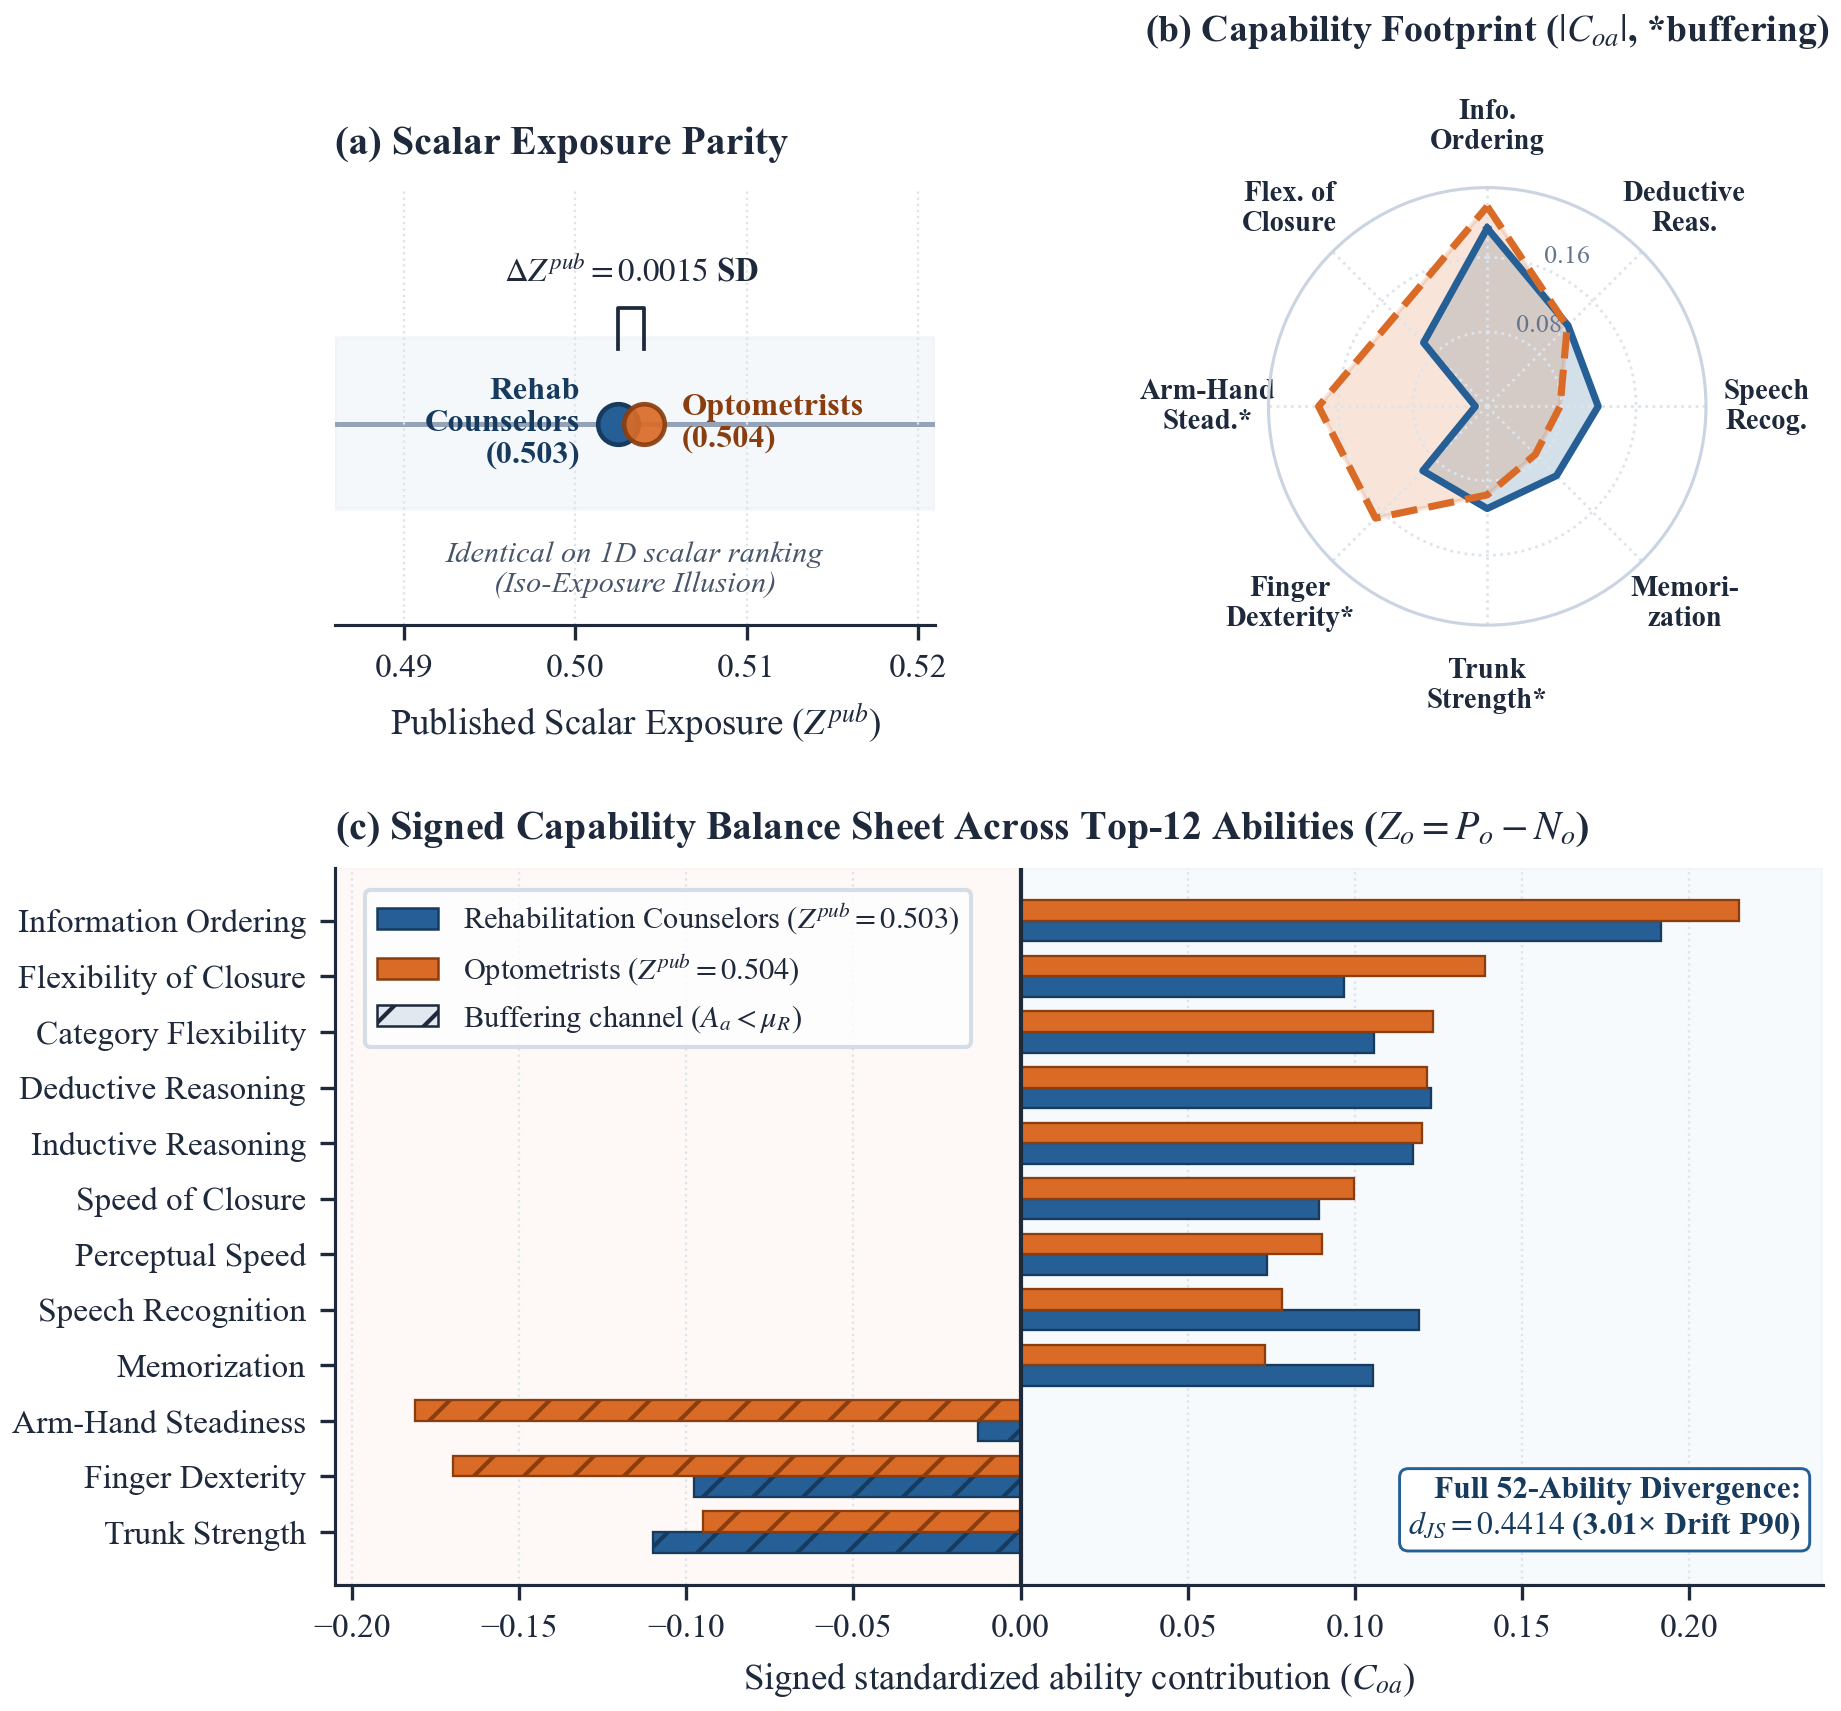 (a) Scalar Exposure Parity
ΔZ^pub = 0.0015 SD
Rehab
Counselors
(0.503)
Optometrists
(0.504)
Identical on 1D scalar ranking
(Iso-Exposure Illusion)
0.49
0.50
0.51
0.52
Published Scalar Exposure (Z^pub)
(b) Capability Footprint (|C_oa|, *buffering)
Info.
Ordering
Deductive
Reas.
Speech
Recog.
Memori-
zation
Trunk
Strength*
Finger
Dexterity*
Arm-Hand
Stead.*
Flex. of
Closure
0.16
0.08
(c) Signed Capability Balance Sheet Across Top-12 Abilities (Z_o = P_o − N_o)
Rehabilitation Counselors (Z^pub = 0.503)
Optometrists (Z^pub = 0.504)
Buffering channel (A_a < μ_R)
Information Ordering
Flexibility of Closure
Category Flexibility
Deductive Reasoning
Inductive Reasoning
Speed of Closure
Perceptual Speed
Speech Recognition
Memorization
Arm-Hand Steadiness
Finger Dexterity
Trunk Strength
Full 52-Ability Divergence:
d_JS = 0.4414 (3.01× Drift P90)
−0.20
−0.15
−0.10
−0.05
0.00
0.05
0.10
0.15
0.20
Signed standardized ability contribution (C_oa)